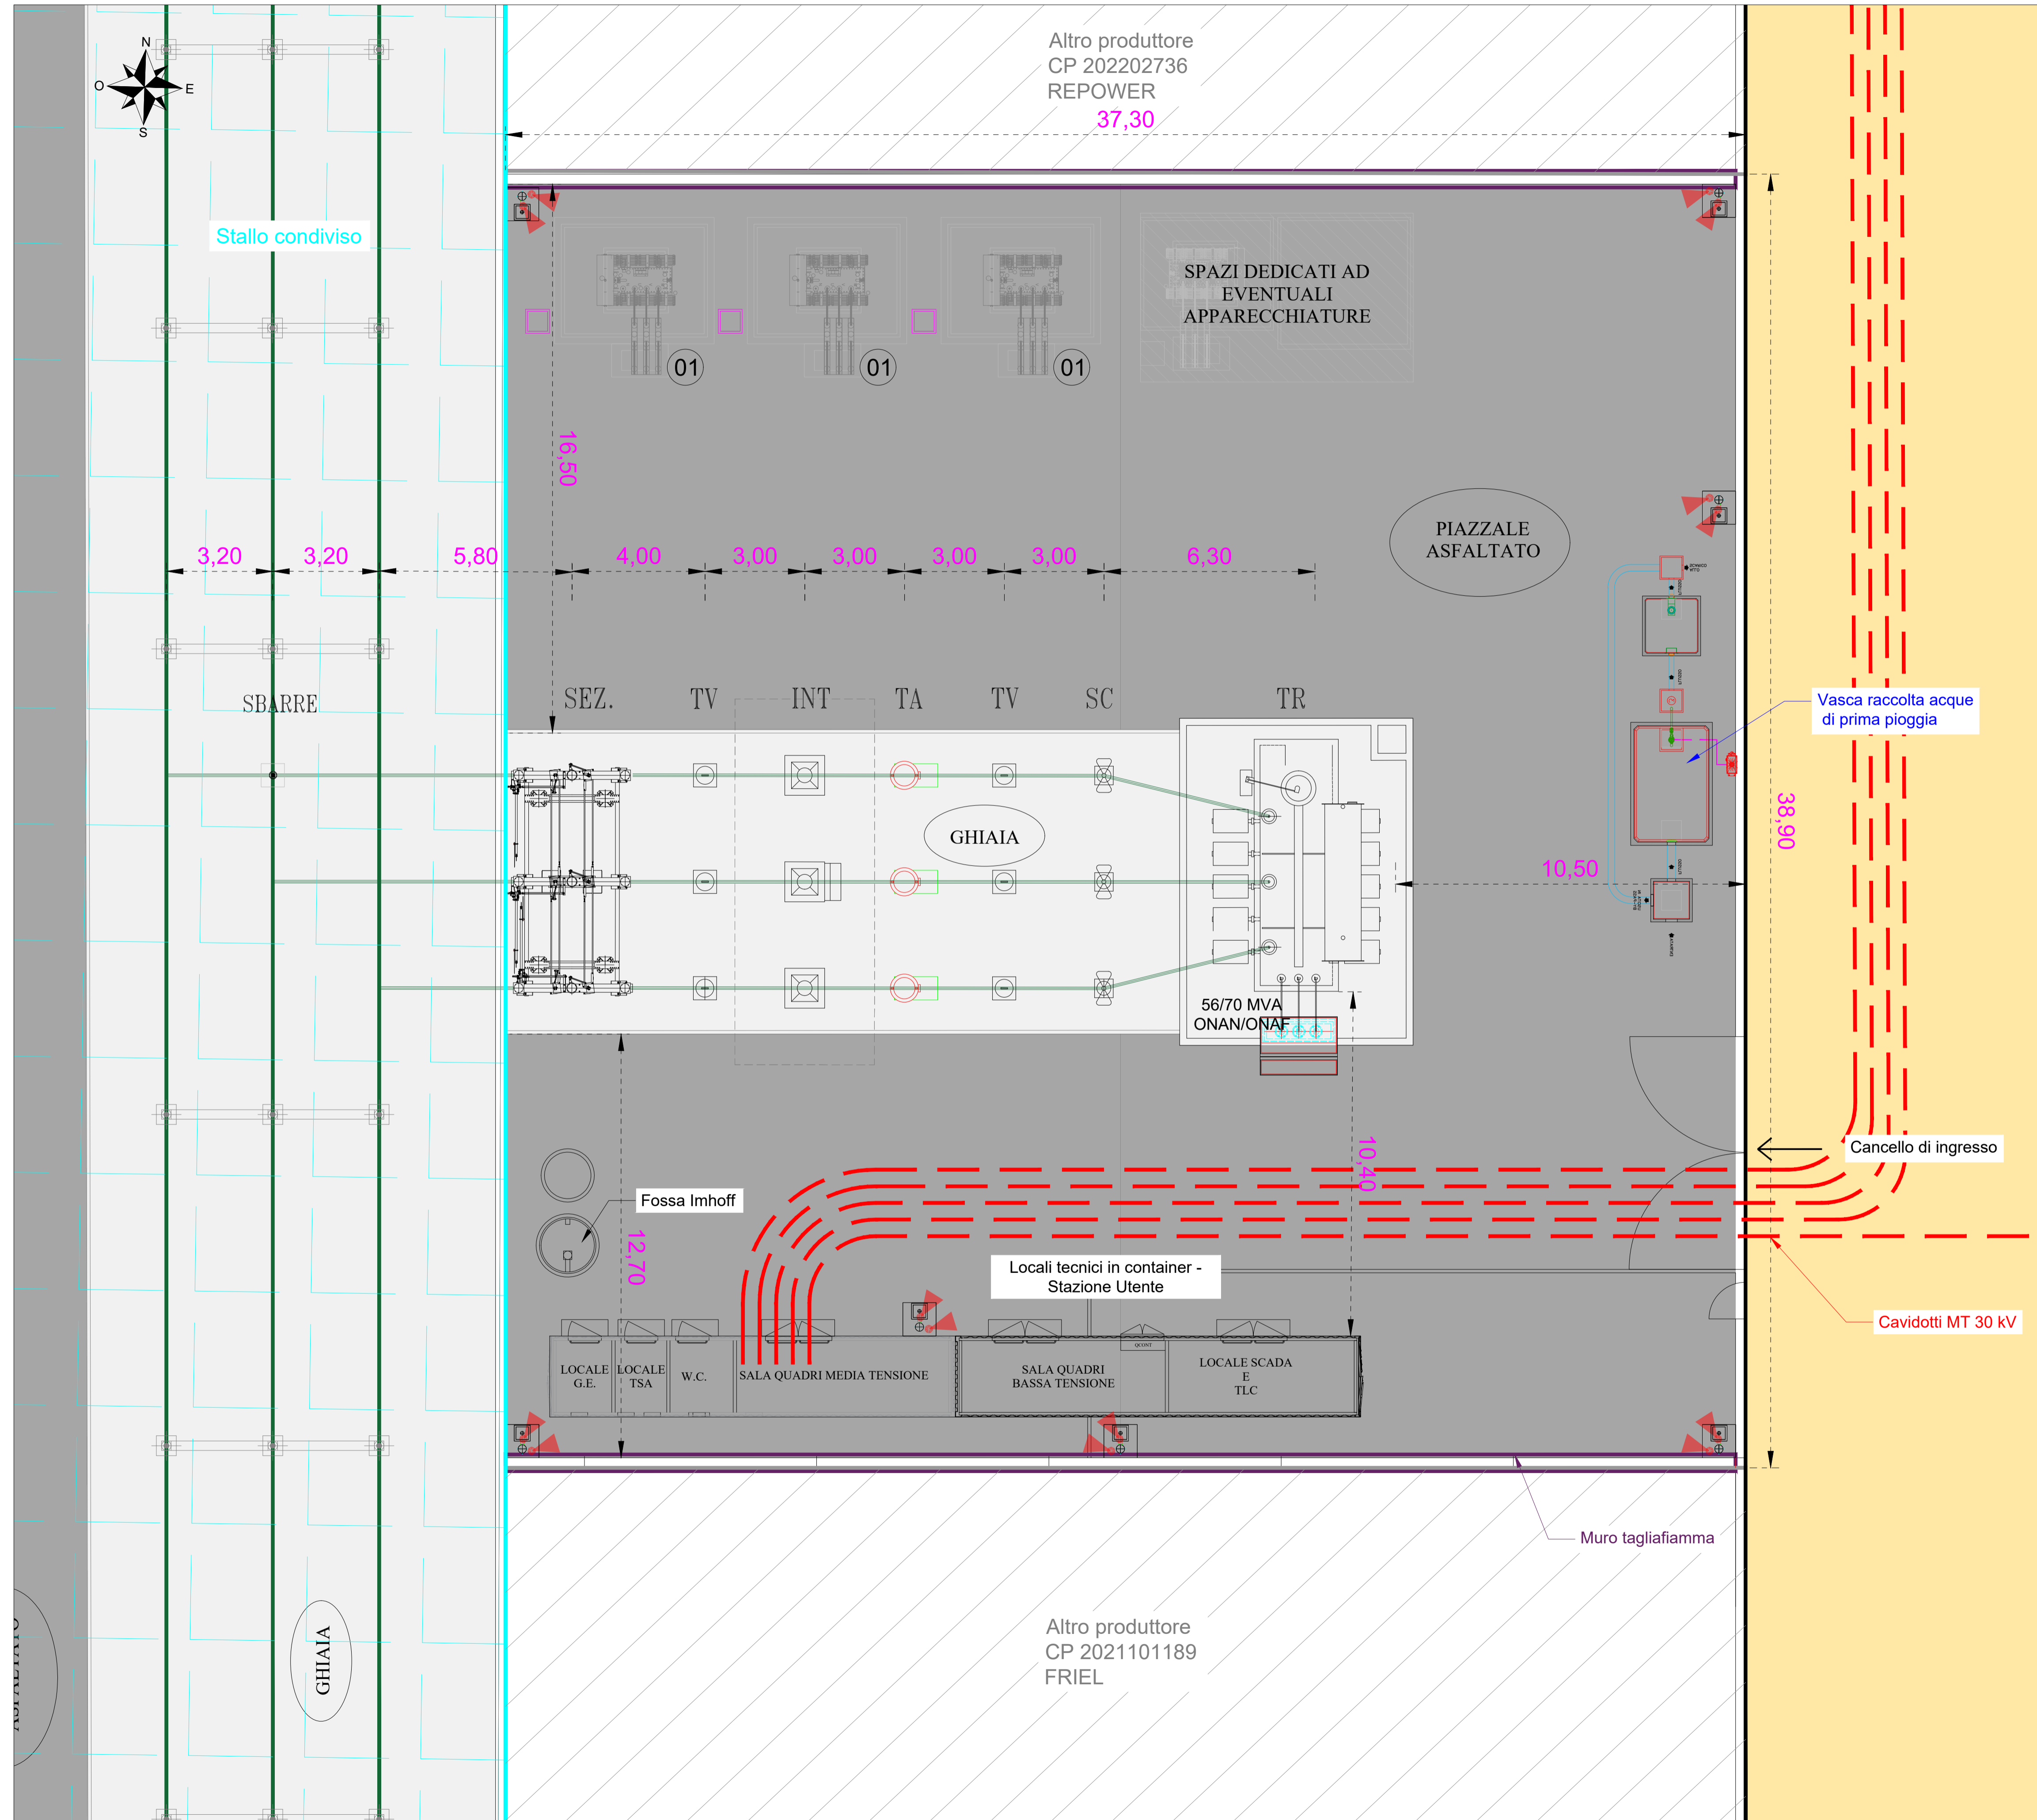 Altro produttore
CP 202202736
REPOWER
37,30
N
O
E
S
Stallo condiviso
SPAZI DEDICATI AD
EVENTUALI
APPARECCHIATURE
01
01
01
16,50
PIAZZALE
ASFALTATO
3,20
3,20
5,80
4,00
3,00
3,00
3,00
3,00
6,30
SBARRE
SEZ.
TV
INT
TA
TV
SC
TR
Vasca raccolta acque
di prima pioggia
38,90
GHIAIA
10,50
56/70 MVA
ONAN/ONAF
10,40
Cancello di ingresso
Fossa Imhoff
12,70
Locali tecnici in container -
Stazione Utente
Cavidotti MT 30 kV
LOCALE
G.E.
LOCALE
TSA
W.C.
SALA QUADRI MEDIA TENSIONE
SALA QUADRI
BASSA TENSIONE
QCONT
LOCALE SCADA
E
TLC
Muro tagliafiamma
Altro produttore
CP 2021101189
FRIEL
GHIAIA
ASFALTATO